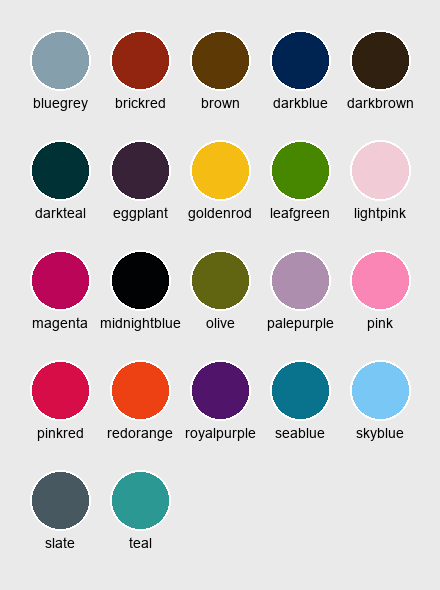 bluegrey brickred brown darkblue darkbrown
darkteal eggplant goldenrod leafgreen lightpink
magenta midnightblue olive palepurple pink
pinkred redorange royalpurple seablue skyblue
slate teal